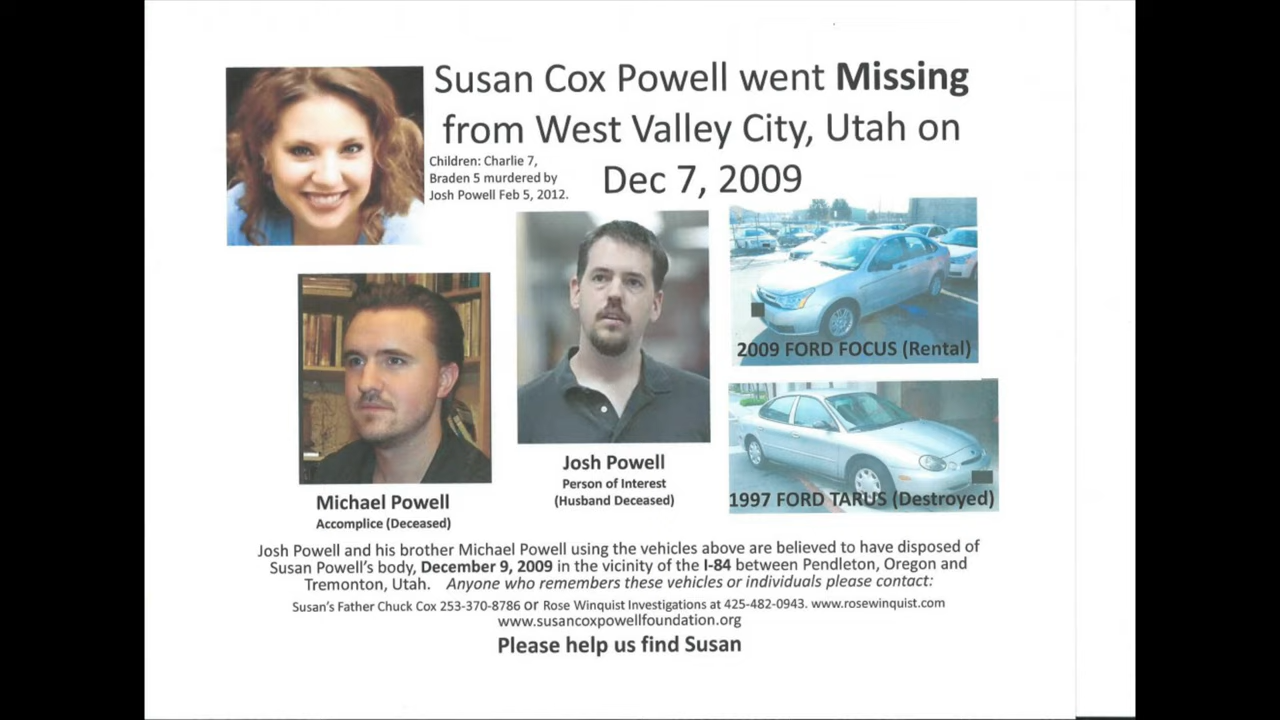 Susan Cox Powell went Missing
from West Valley City, Utah on
Dec 7, 2009
Children: Charlie 7,
Braden 5 murdered by
Josh Powell Feb 5, 2012.
2009 FORD FOCUS (Rental)
1997 FORD TARUS (Destroyed)
Josh Powell
Person of Interest
(Husband Deceased)
Michael Powell
Accomplice (Deceased)
Josh Powell and his brother Michael Powell using the vehicles above are believed to have disposed of
Susan Powell's body, December 9, 2009 in the vicinity of the I-84 between Pendleton, Oregon and
Tremonton, Utah. Anyone who remembers these vehicles or individuals please contact:
Susan's Father Chuck Cox 253-370-8786 or Rose Winquist Investigations at 425-482-0943. www.rosewinquist.com
www.susancoxpowellfoundation.org
Please help us find Susan